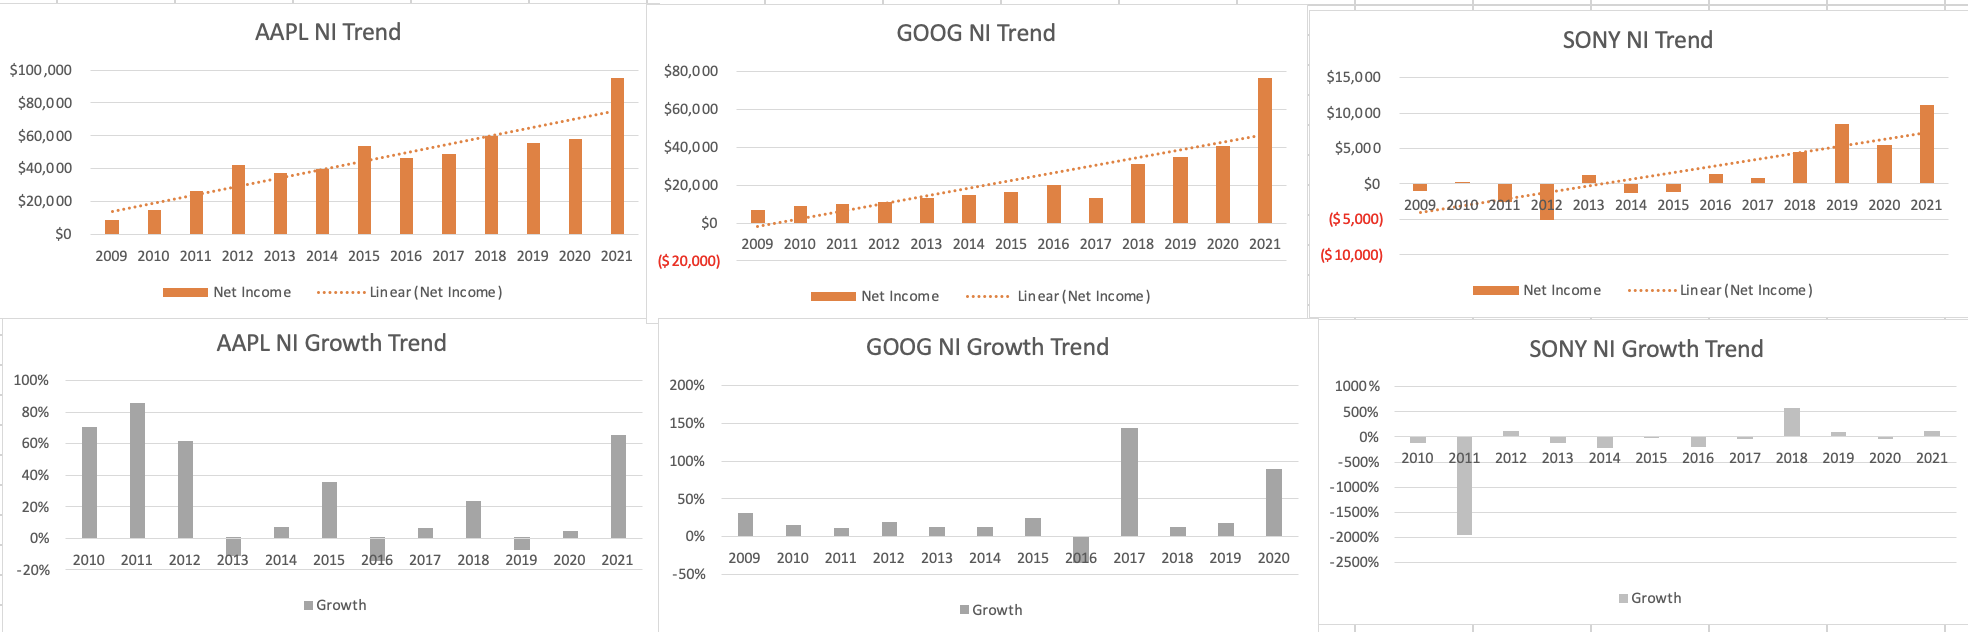 AAPL NI Trend
$100,000
$80,000
$60,000
$40,000
$20,000
$0
2009 2010 2011 2012 2013 2014 2015 2016 2017 2018 2019 2020 2021
Net Income Linear (Net Income)
GOOG NI Trend
$80,000
$60,000
$40,000
$20,000
$0
($20,000)
2009 2010 2011 2012 2013 2014 2015 2016 2017 2018 2019 2020 2021
Net Income Linear (Net Income)
SONY NI Trend
$15,000
$10,000
$5,000
$0
($5,000)
($10,000)
2009 2010 2011 2012 2013 2014 2015 2016 2017 2018 2019 2020 2021
Net Income Linear (Net Income)
AAPL NI Growth Trend
100%
80%
60%
40%
20%
0%
-20%
2010 2011 2012 2013 2014 2015 2016 2017 2018 2019 2020 2021
Growth
GOOG NI Growth Trend
200%
150%
100%
50%
0%
-50%
2009 2010 2011 2012 2013 2014 2015 2016 2017 2018 2019 2020
Growth
SONY NI Growth Trend
1000%
500%
0%
-500%
-1000%
-1500%
-2000%
-2500%
2010 2011 2012 2013 2014 2015 2016 2017 2018 2019 2020 2021
Growth